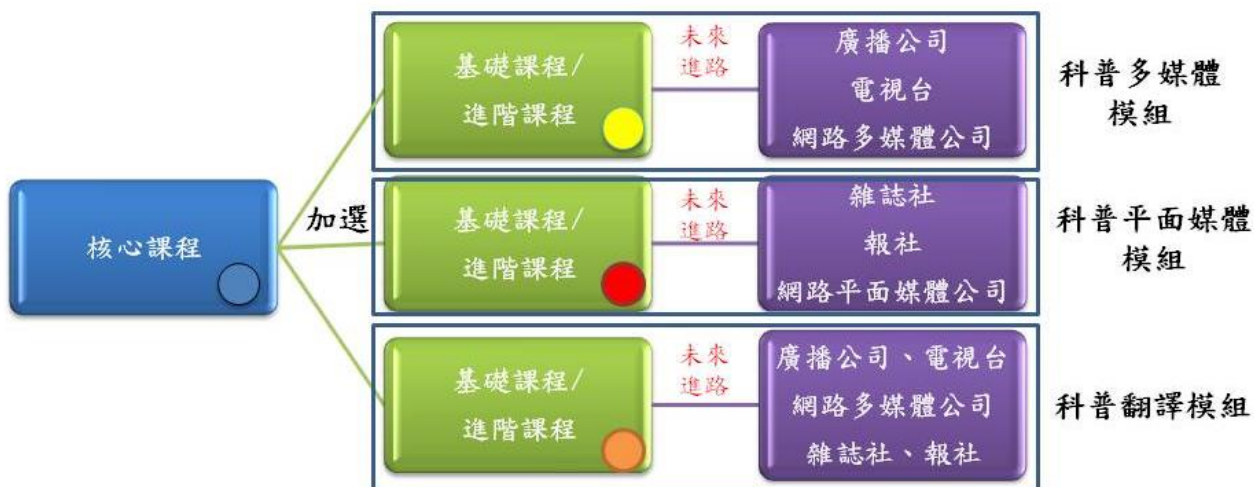 核心課程
加選
基礎課程/
進階課程
未來
進路
廣播公司
電視台
網路多媒體公司
科普多媒體
模組
基礎課程/
進階課程
未來
進路
雜誌社
報社
網路平面媒體公司
科普平面媒體
模組
基礎課程/
進階課程
未來
進路
廣播公司、電視台
網路多媒體公司
雜誌社、報社
科普翻譯模組